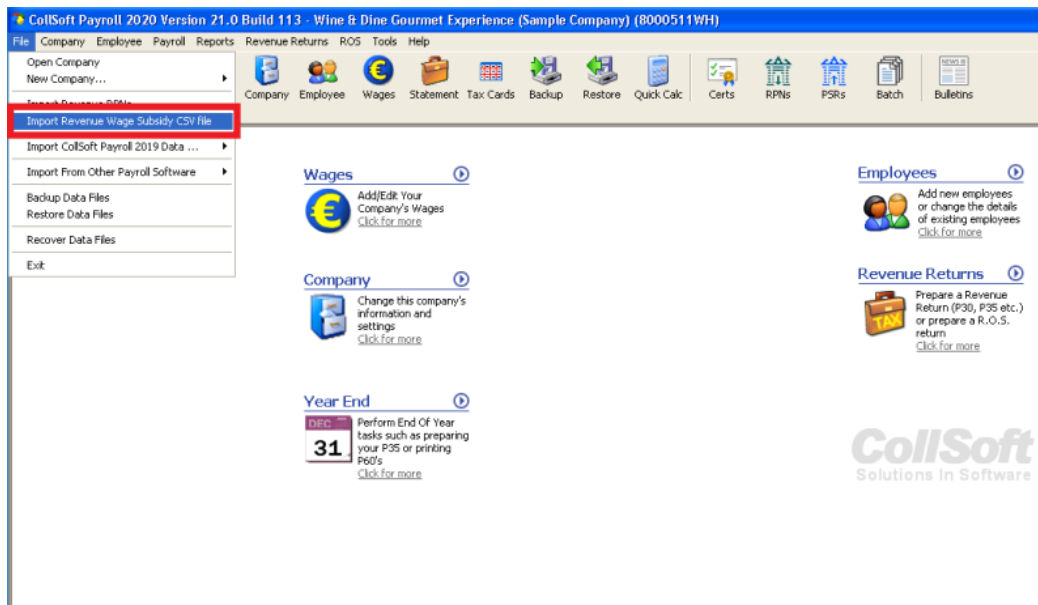 CollSoft Payroll 2020 Version 21.0 Build 113 - Wine & Dine Gourmet Experience (Sample Company) (8000511WH)
File Company Employee Payroll Reports Revenue Returns ROS Tools Help
Open Company
New Company...
Import Revenue RPNs
Import Revenue Wage Subsidy CSV file
Import CollSoft Payroll 2019 Data ...
Import From Other Payroll Software
Backup Data Files
Restore Data Files
Recover Data Files
Exit
Company Employee Wages Statement Tax Cards Backup Restore Quick Calc Certs RPNs PSRs Batch Bulletins
NEWS
Wages
Add/Edit Your
Company's Wages
Click for more
Company
Change this company's
information and
settings
Click for more
Year End
DEC
31
Perform End Of Year
tasks such as preparing
your P35 or printing
P60's
Click for more
Employees
Add new employees
or change the details
of existing employees
Click for more
Revenue Returns
TAX
Prepare a Revenue
Return (P30, P35 etc.)
or prepare a R.O.S.
return
Click for more
CollSoft
Solutions In Software